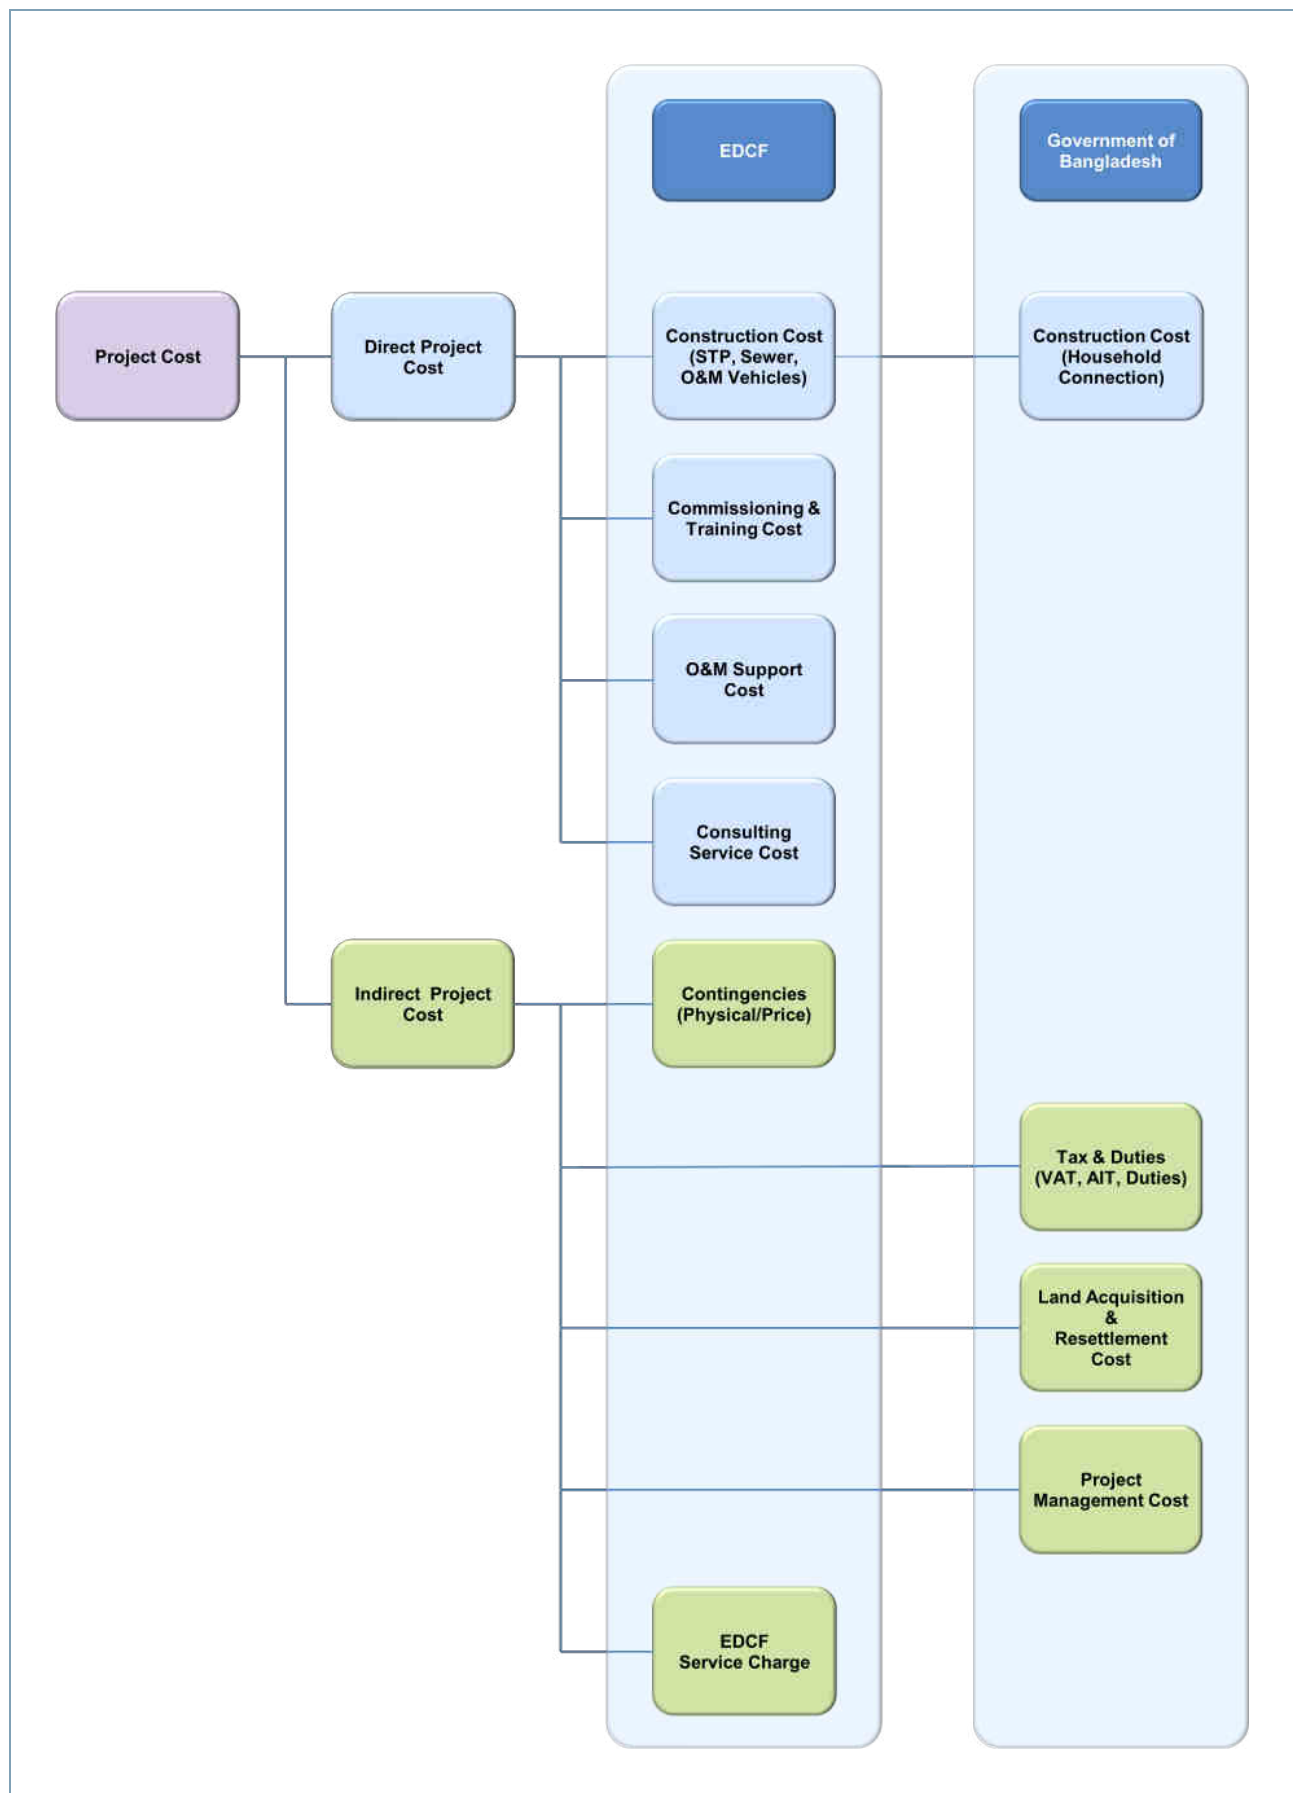 EDCF
Government of
Bangladesh
Project Cost
Direct Project
Cost
Construction Cost
(STP, Sewer,
O&M Vehicles)
Construction Cost
(Household
Connection)
Commissioning &
Training Cost
O&M Support
Cost
Consulting
Service Cost
Indirect Project
Cost
Contingencies
(Physical/Price)
Tax & Duties
(VAT, AIT, Duties)
Land Acquisition
&
Resettlement
Cost
Project
Management Cost
EDCF
Service Charge